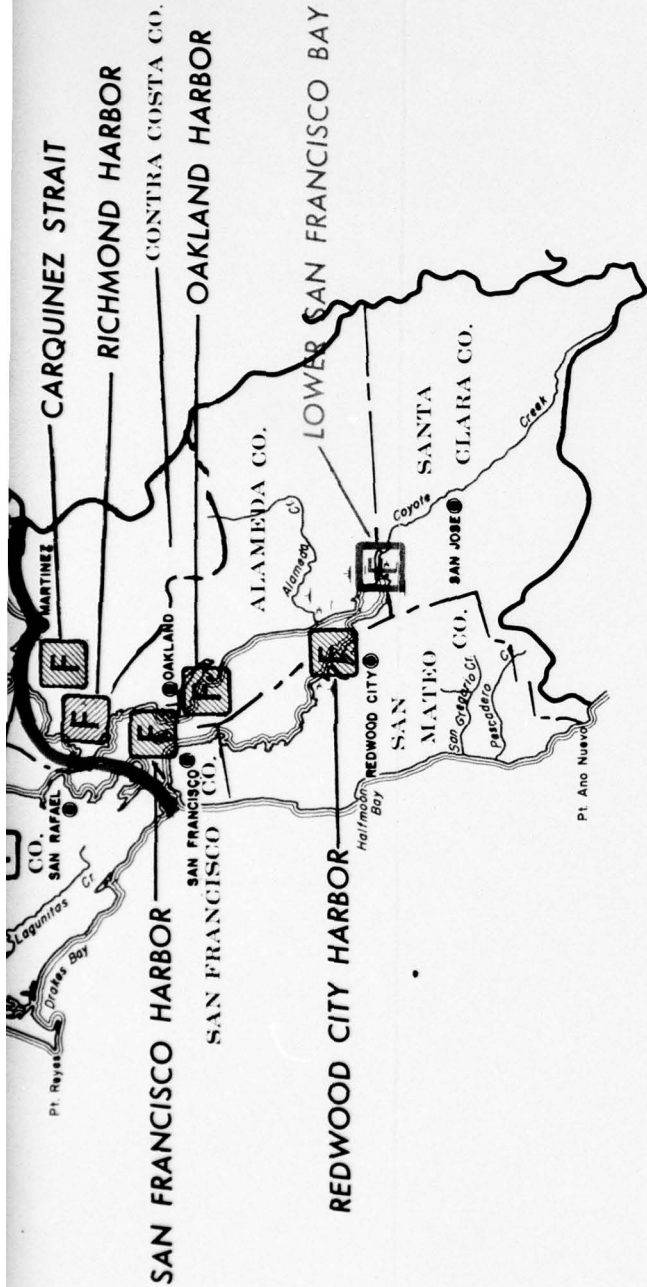 CARQUINEZ STRAIT
RICHMOND HARBOR
CONTRA COSTA CO.
OAKLAND HARBOR
LOWER SAN FRANCISCO BAY
MARTINEZ
F
F
F
F
F
OAKLAND
ALAMEDA CO.
Alameda Cr.
SANTA
CLARA CO.
Coyote
Creek
SAN JOSE
CO.
SAN RAFAEL
Lagunitas Cr.
Drakes Bay
Pt. Reyes
SAN FRANCISCO
SAN FRANCISCO CO.
SAN FRANCISCO HARBOR
REDWOOD CITY
REDWOOD CITY HARBOR
Halfmoon
Bay
SAN
MATEO CO.
San Gregorio Cr.
Pescadero Cr.
Pt. Ano Nuevo